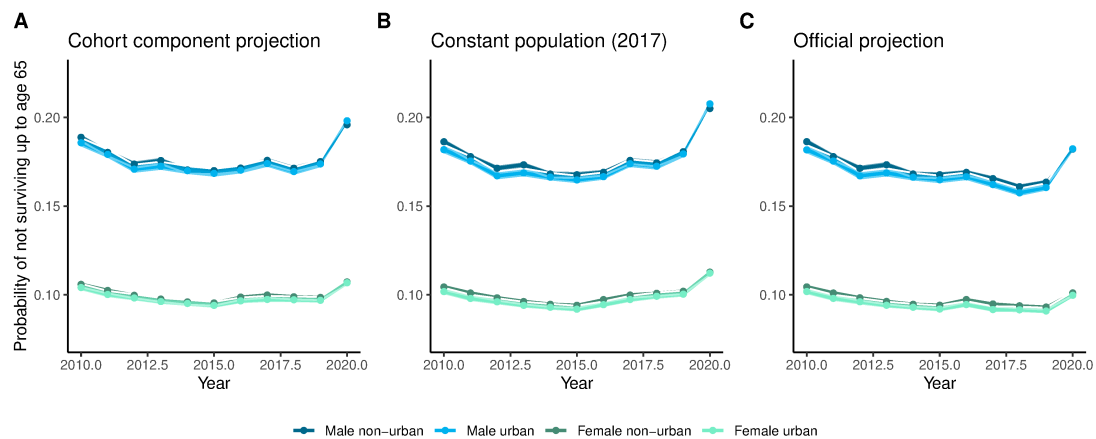 A
B
C
Cohort component projection
Constant population (2017)
Official projection
Probability of not surviving up to age 65
0.20
0.15
0.10
0.20
0.15
0.10
0.20
0.15
0.10
2010.0 2012.5 2015.0 2017.5 2020.0
2010.0 2012.5 2015.0 2017.5 2020.0
2010.0 2012.5 2015.0 2017.5 2020.0
Year
Year
Year
Male non−urban Male urban Female non−urban Female urban